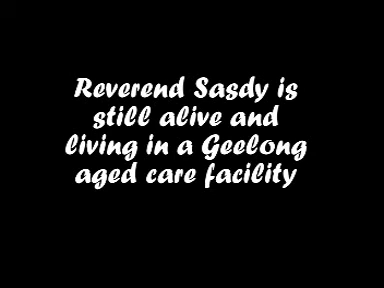 Reverend Sasdy is
still alive and
living in a Geelong
aged care facility